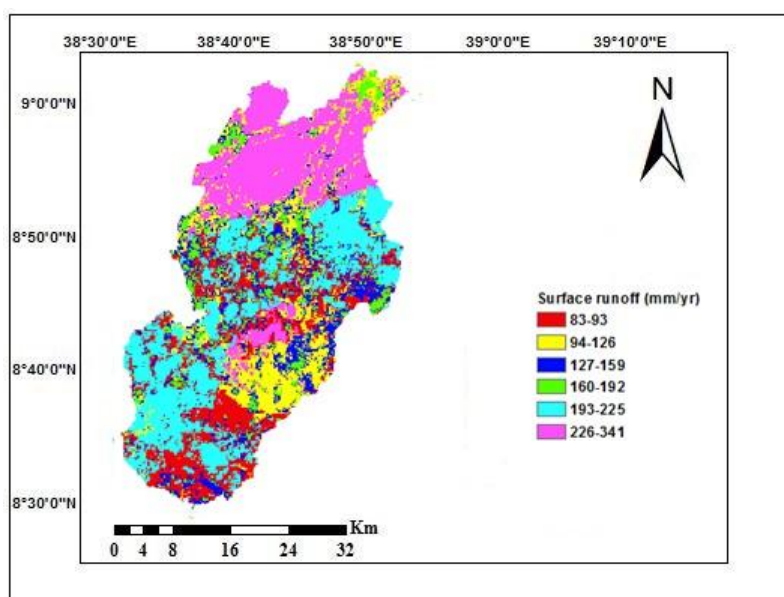 38°30'0"E 38°40'0"E 38°50'0"E 39°0'0"E 39°10'0"E
9°0'0"N
N
8°50'0"N
Surface runoff (mm/yr)
83-93
94-126
127-159
160-192
193-225
226-341
8°40'0"N
8°30'0"N
Km
0 4 8 16 24 32